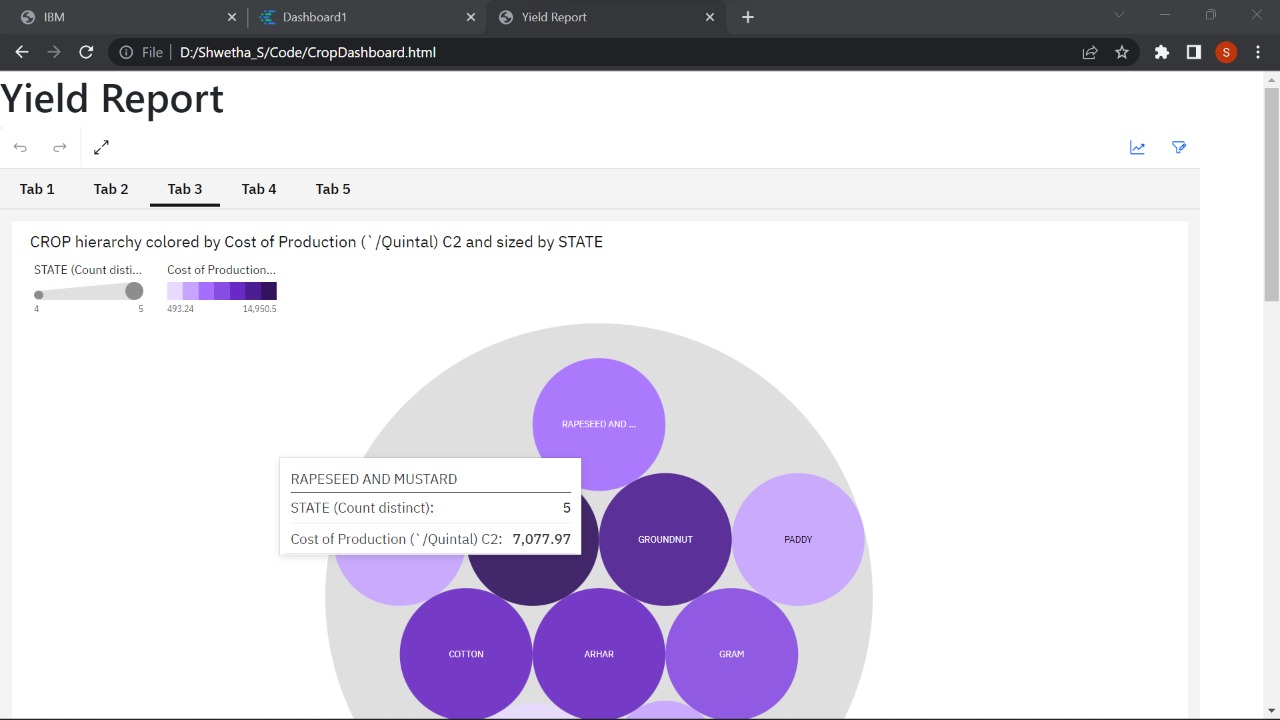 IBM
Dashboard1
Yield Report
File
D:/Shwetha_S/Code/CropDashboard.html
S
Yield Report
Tab 1
Tab 2
Tab 3
Tab 4
Tab 5
CROP hierarchy colored by Cost of Production (`/Quintal) C2 and sized by STATE
STATE (Count disti...
Cost of Production...
4
5
493.24
14,950.5
RAPESEED AND ...
RAPESEED AND MUSTARD
STATE (Count distinct):
5
Cost of Production (`/Quintal) C2:
7,077.97
GROUNDNUT
PADDY
COTTON
ARHAR
GRAM